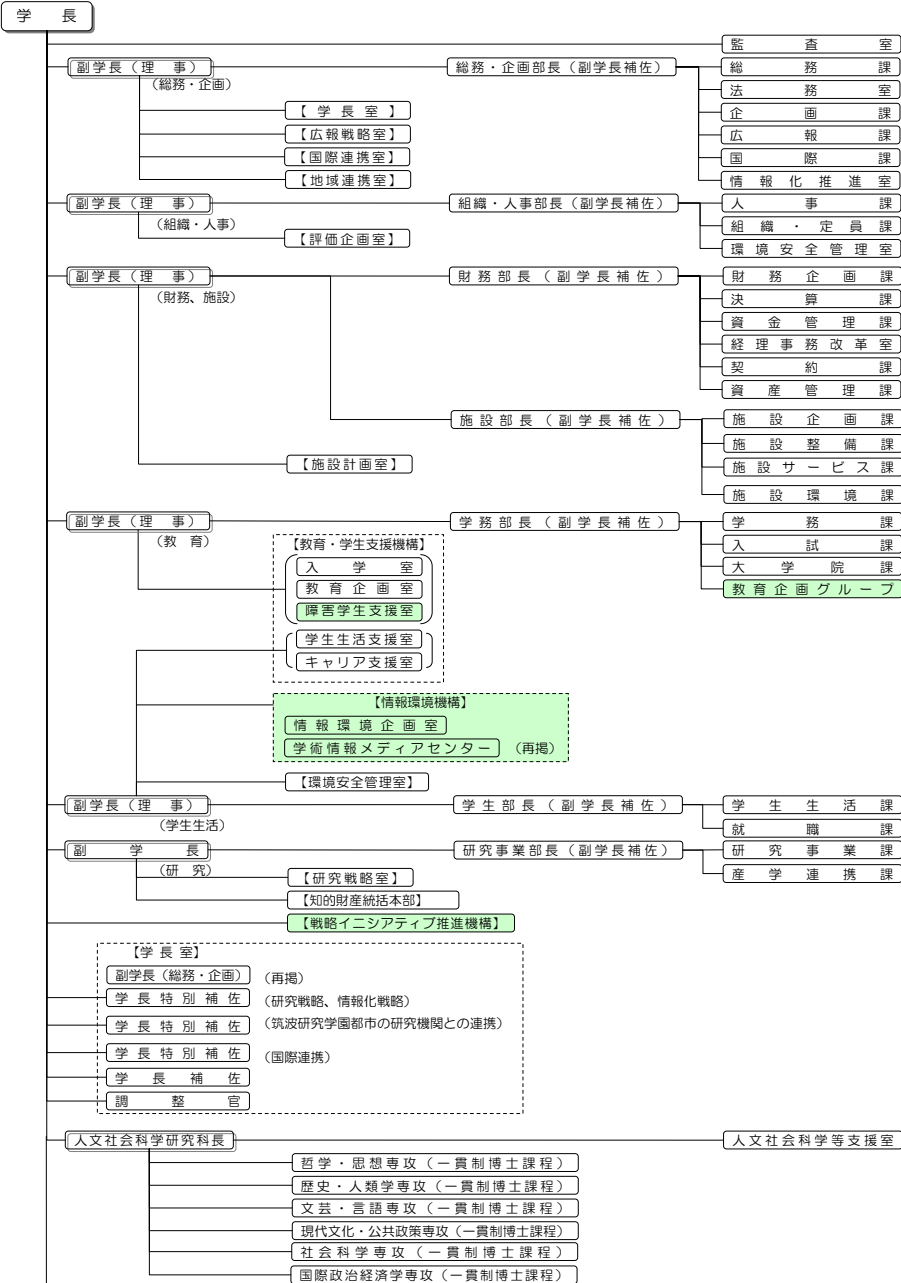 学長
監査室
副学長(理事) 総務・企画部長(副学長補佐) 総務課
(総務・企画)
法務室
【学長室】 企画課
【広報戦略室】 広報課
【国際連携室】 国際課
【地域連携室】 情報化推進室
副学長(理事) 組織・人事部長(副学長補佐) 人事課
(組織・人事) 組織・定員課
【評価企画室】 環境安全管理室
副学長(理事) 財務部長(副学長補佐) 財務企画課
(財務、施設) 決算課
資金管理課
経理事務改革室
契約課
資産管理課
施設部長(副学長補佐) 施設企画課
施設整備課
【施設計画室】 施設サービス課
施設環境課
副学長(理事) 学務部長(副学長補佐) 学務課
(教育) 【教育・学生支援機構】 入試課
入学室 大学院課
教育企画室 教育企画グループ
障害学生支援室
学生生活支援室
キャリア支援室
【情報環境機構】
情報環境企画室
学術情報メディアセンター (再掲)
【環境安全管理室】
副学長(理事) 学生部長(副学長補佐) 学生生活課
(学生生活) 就職課
副学長 研究事業部長(副学長補佐) 研究事業課
(研究) 【研究戦略室】 産学連携課
【知的財産統括本部】
【戦略イニシアティブ推進機構】
【学長室】
副学長(総務・企画) (再掲)
学長特別補佐 (研究戦略、情報化戦略)
学長特別補佐 (筑波研究学園都市の研究機関との連携)
学長特別補佐 (国際連携)
学長補佐
調整官
人文社会科学研究科長 人文社会科学等支援室
哲学・思想専攻(一貫制博士課程)
歴史・人類学専攻(一貫制博士課程)
文芸・言語専攻(一貫制博士課程)
現代文化・公共政策専攻(一貫制博士課程)
社会科学専攻(一貫制博士課程)
国際政治経済学専攻(一貫制博士課程)